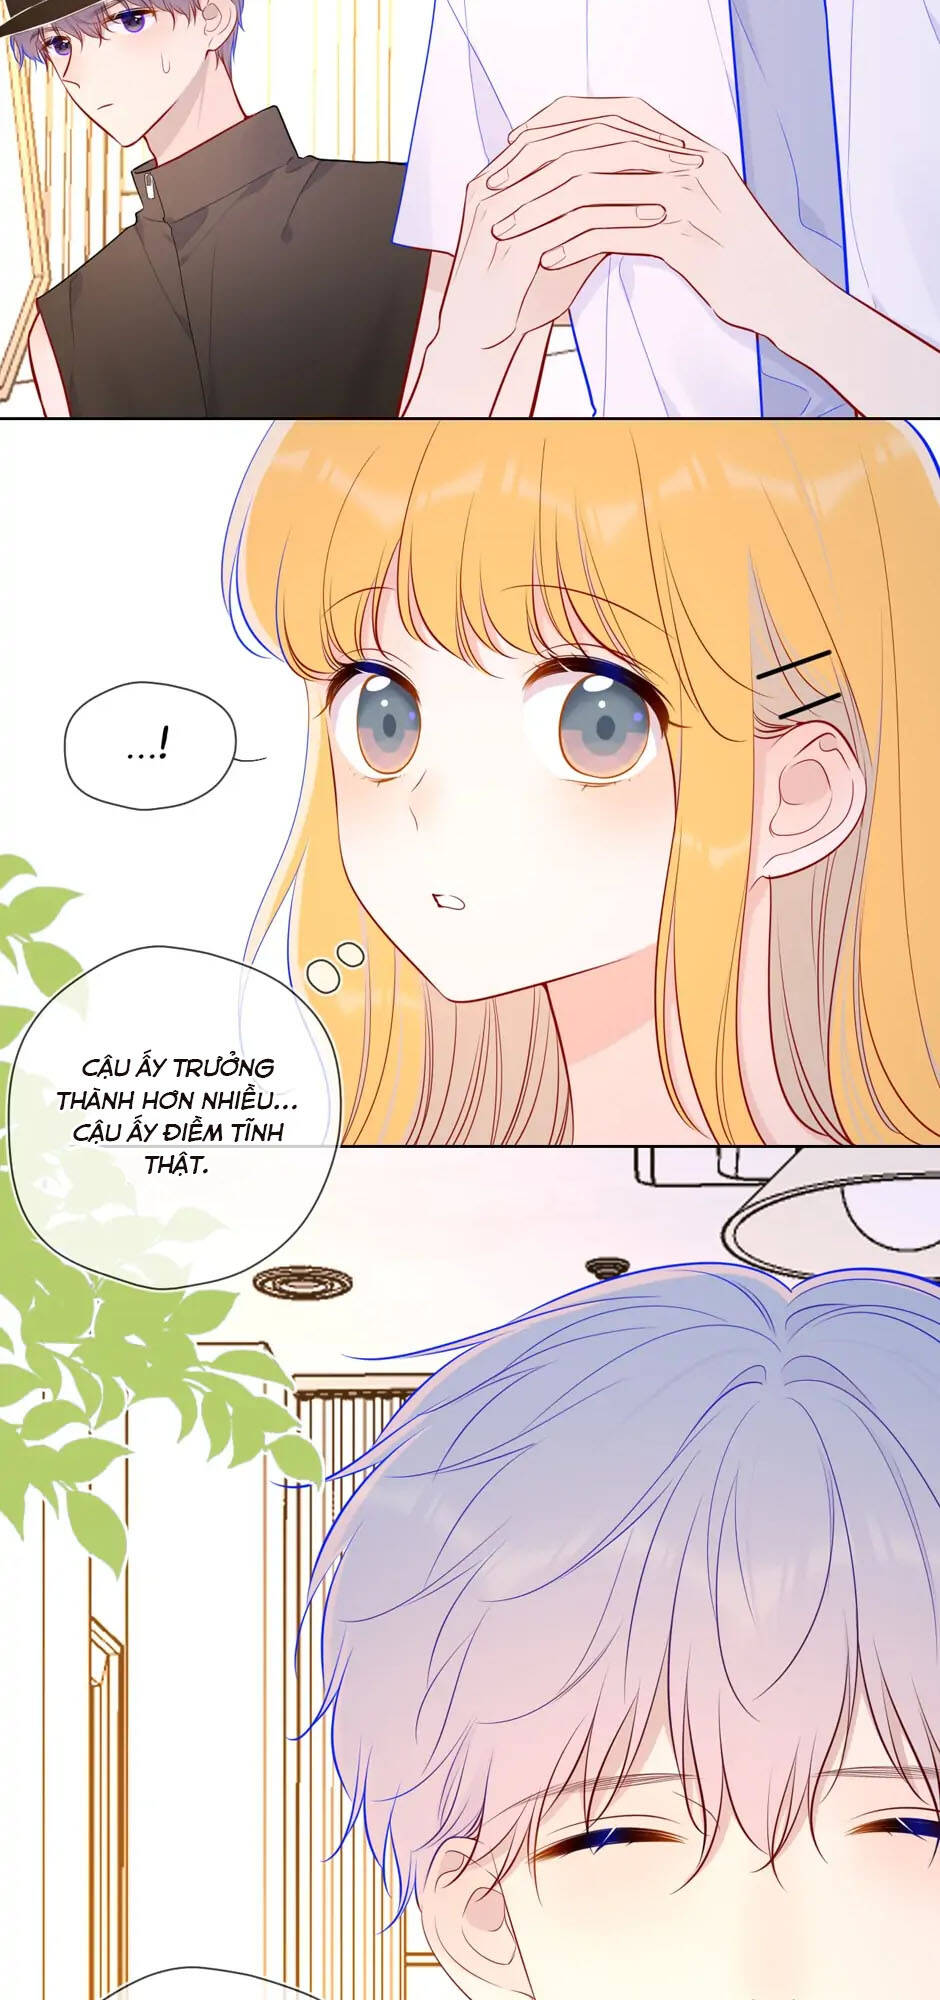 ...!
CẬU ẤY TRƯỞNG
THÀNH HƠN NHIỀU...
CẬU ẤY ĐIỀM TĨNH
THẬT.